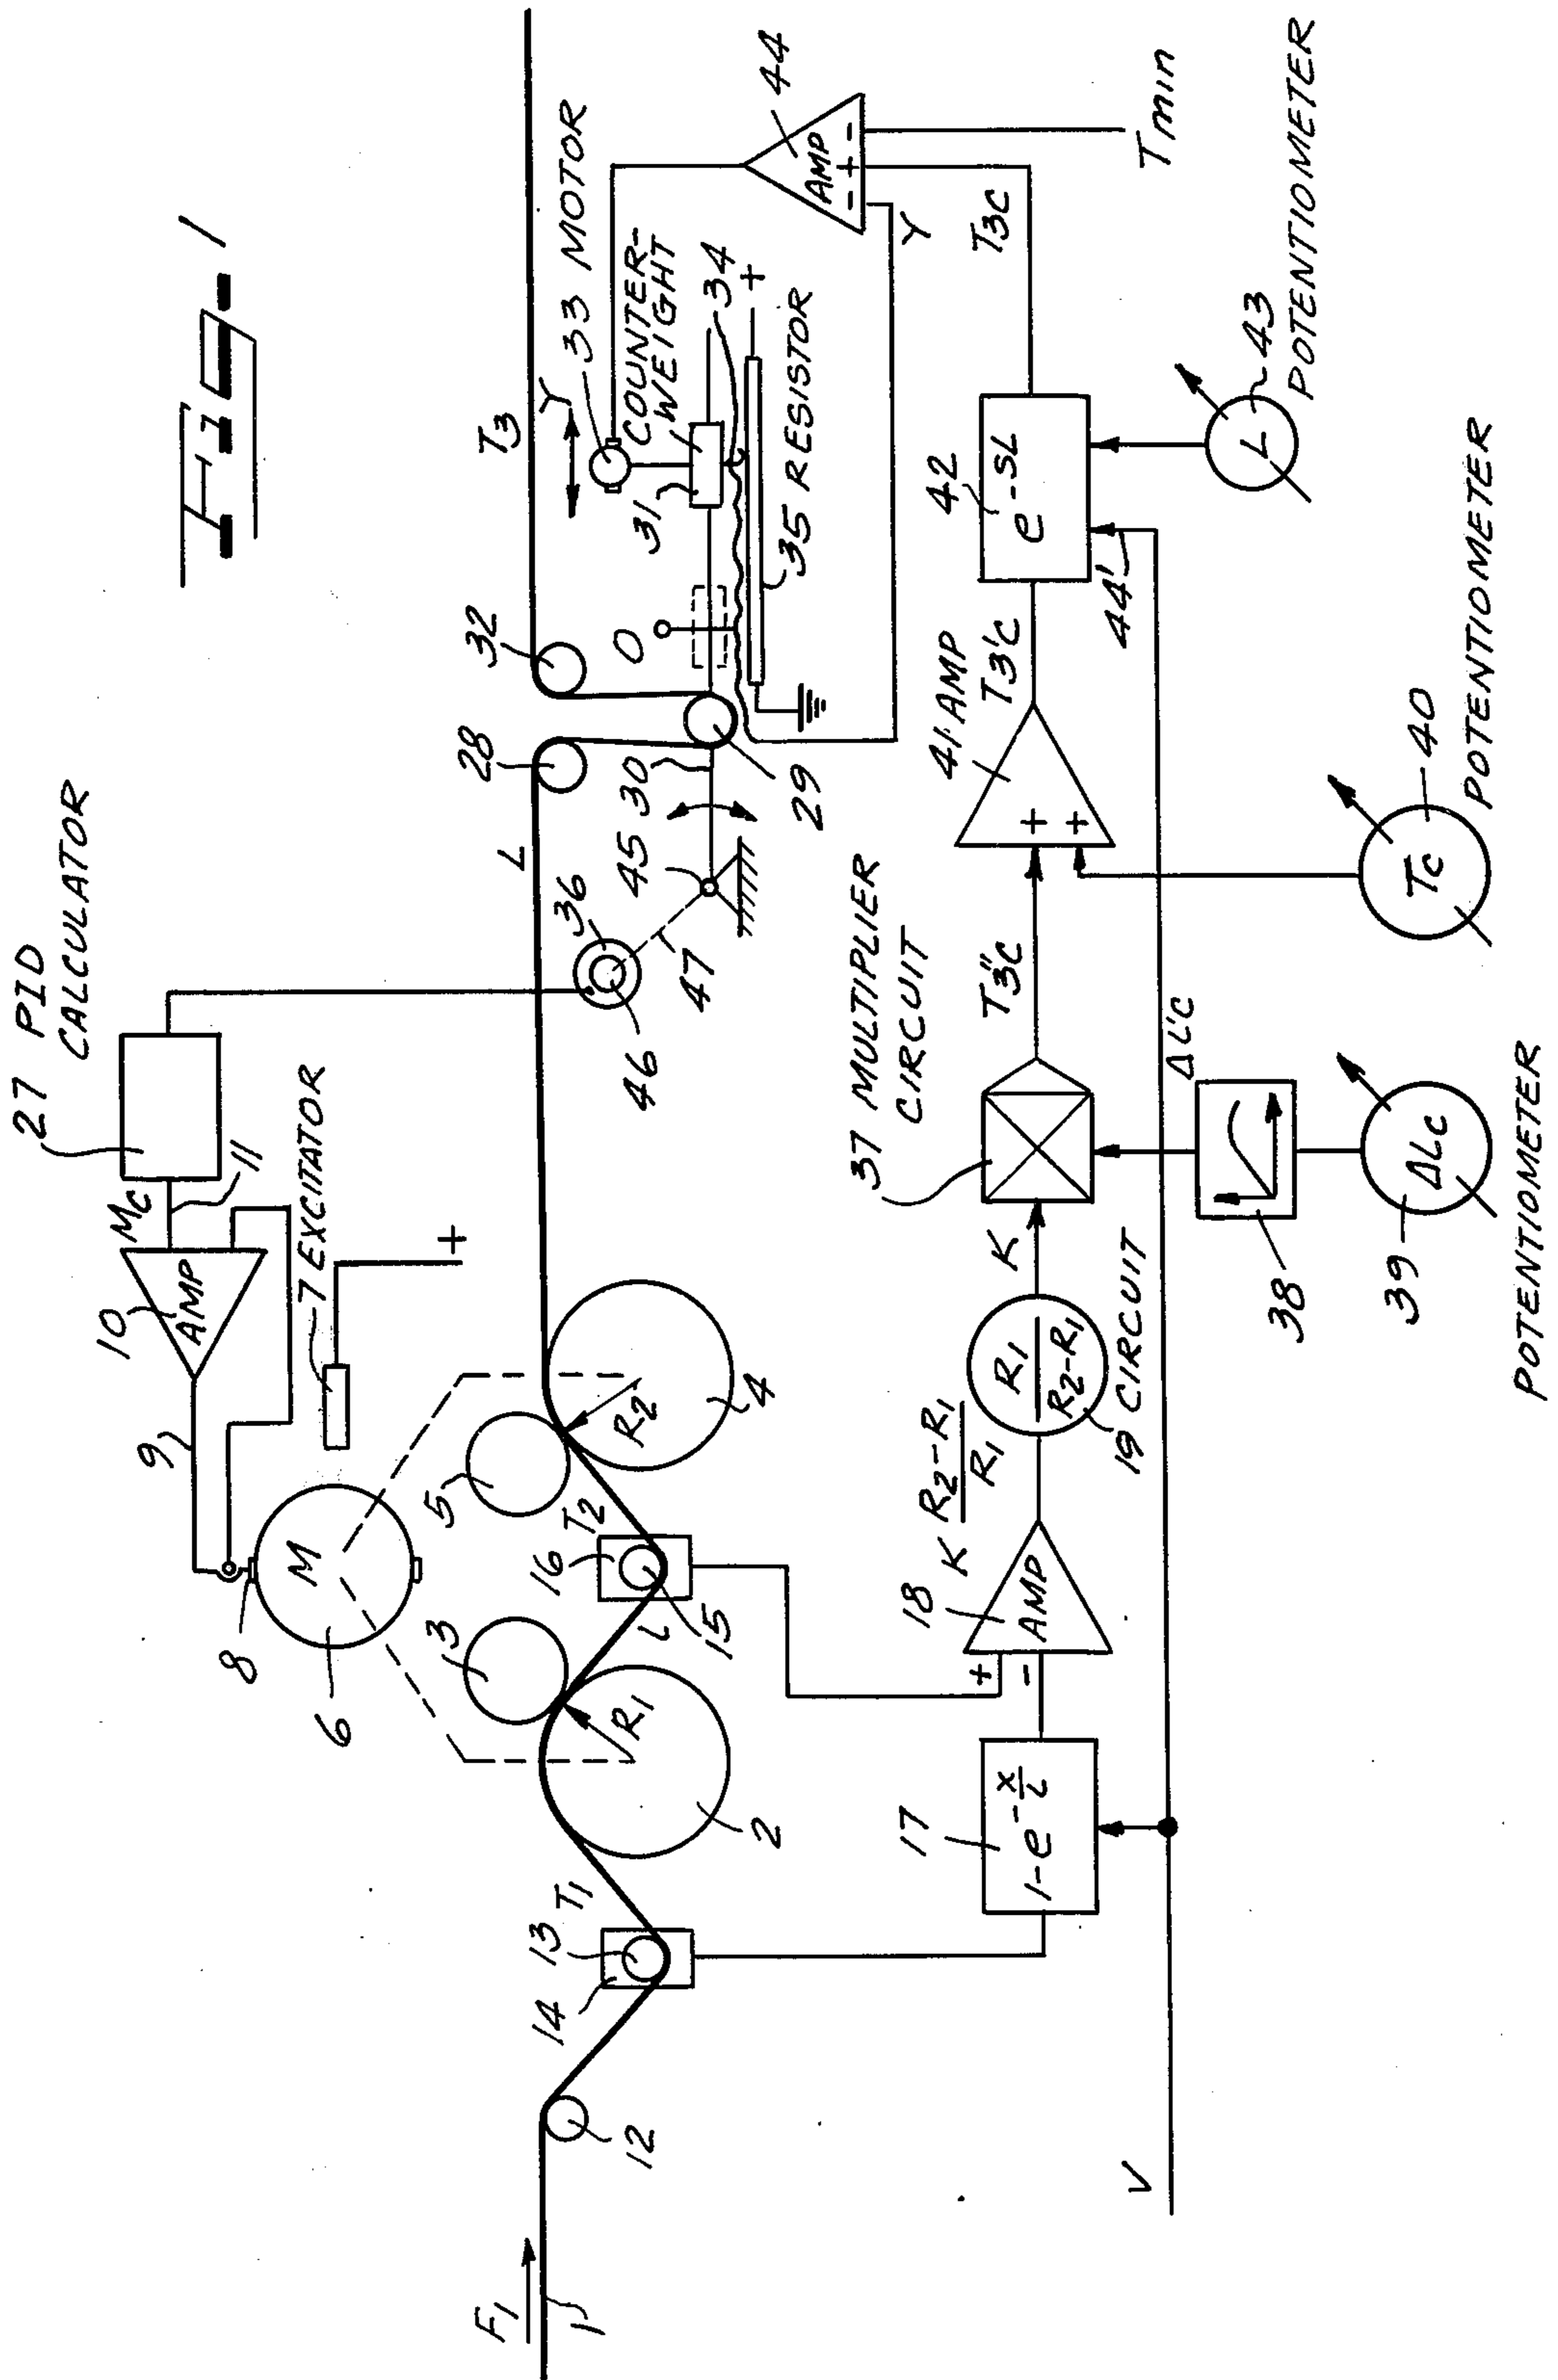 Fig-1
27 PID
CALCULATOR
10
AMP
Mc
11
9
7 EXCITATOR
+
8
M
6
3
5
16
T2
L
15
R1
R2
2
4
F1
1
12
14
13
T1
L
36
46
47
45
30
28
32
29
O
T3
Y
33 MOTOR
COUNTER-
WEIGHT
31
34
+
35 RESISTOR
44
AMP
- + -
Y
T3C
Tmin
17
1-e^-x/L
18
+
-
AMP
K R2-R1/R1
R1/R2-R1
19 CIRCUIT
K
37 MULTIPLIER
CIRCUIT
T3"C
41 AMP
+
+
T3'C
42
e^-SL
44'
L
43
POTENTIOMETER
V
ΔL'C
38
ΔLC
39
POTENTIOMETER
TC
40
POTENTIOMETER